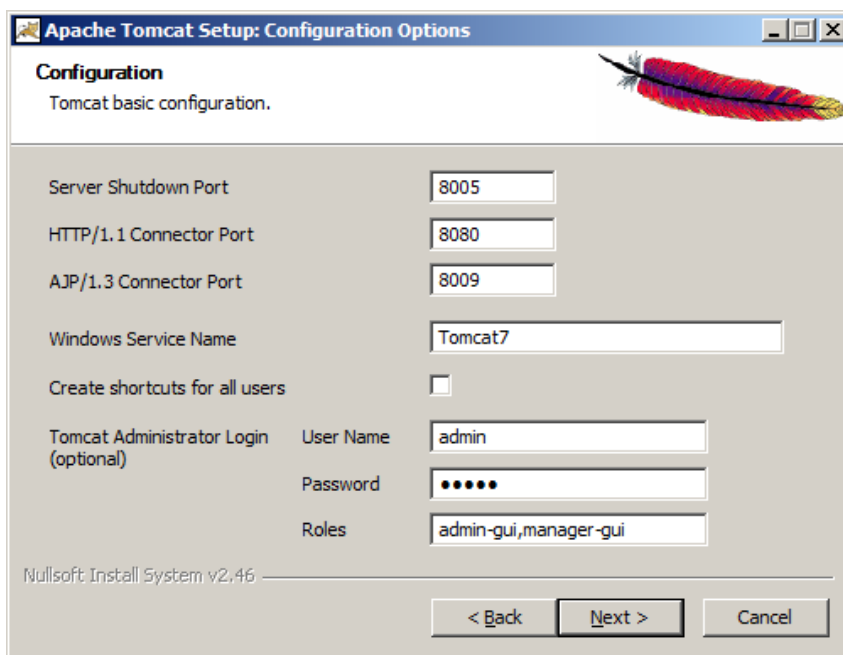 Apache Tomcat Setup: Configuration Options
Configuration
Tomcat basic configuration.
Server Shutdown Port 8005
HTTP/1.1 Connector Port 8080
AJP/1.3 Connector Port 8009
Windows Service Name Tomcat7
Create shortcuts for all users
Tomcat Administrator Login (optional)
User Name admin
Password •••••
Roles admin-gui,manager-gui
Nullsoft Install System v2.46
< Back Next > Cancel